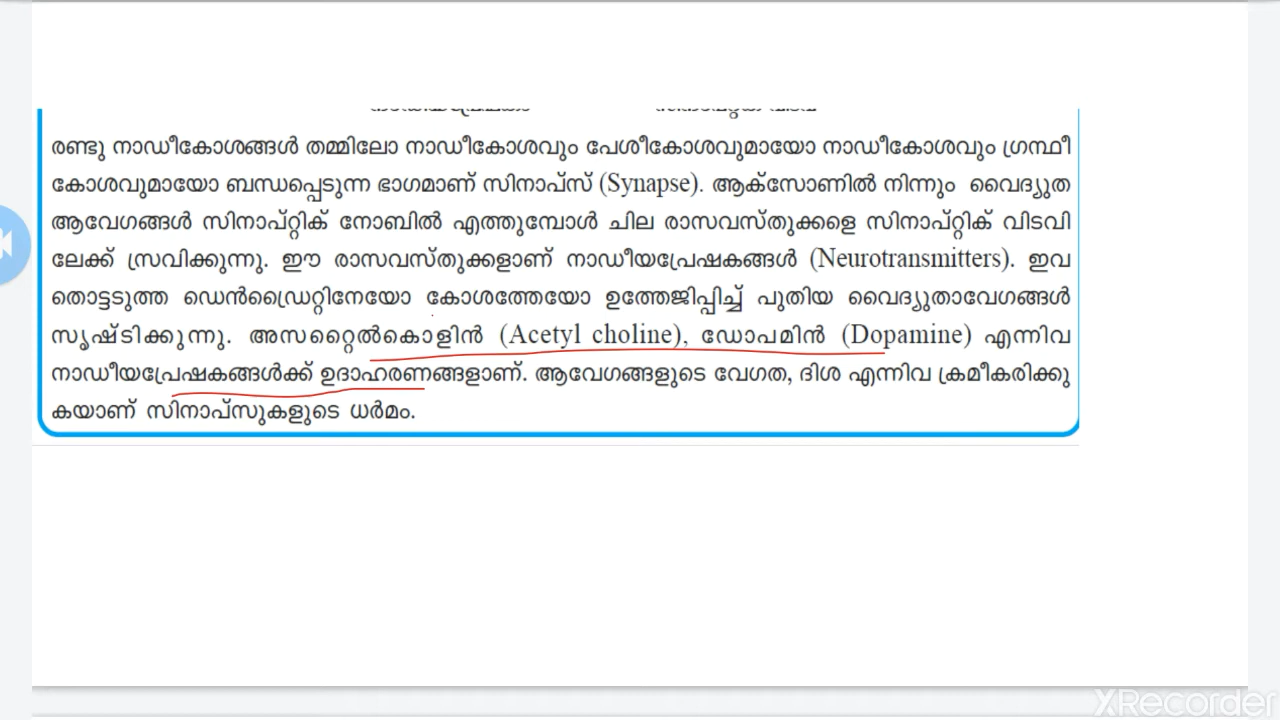 രണ്ടു നാഡീകോശങ്ങൾ തമ്മിലോ നാഡീകോശവും പേശീകോശവുമായോ നാഡീകോശവും ഗ്രന്ഥീ
കോശവുമായോ ബന്ധപ്പെടുന്ന ഭാഗമാണ് സിനാപ്സ് (Synapse). ആക്സോണിൽ നിന്നും വൈദ്യുത
ആവേഗങ്ങൾ സിനാപ്റ്റിക് നോബിൽ എത്തുമ്പോൾ ചില രാസവസ്തുക്കളെ സിനാപ്റ്റിക് വിടവി
ലേക്ക് സ്രവിക്കുന്നു. ഈ രാസവസ്തുക്കളാണ് നാഡീയപ്രേഷകങ്ങൾ (Neurotransmitters). ഇവ
തൊട്ടടുത്ത ഡെൻഡ്രൈറ്റിനേയോ കോശത്തേയോ ഉത്തേജിപ്പിച്ച് പുതിയ വൈദ്യുതാവേഗങ്ങൾ
സൃഷ്ടിക്കുന്നു. അസറ്റൈൽകൊളിൻ (Acetyl choline), ഡോപമിൻ (Dopamine) എന്നിവ
നാഡീയപ്രേഷകങ്ങൾക്ക് ഉദാഹരണങ്ങളാണ്. ആവേഗങ്ങളുടെ വേഗത, ദിശ എന്നിവ ക്രമീകരിക്കു
കയാണ് സിനാപ്സുകളുടെ ധർമം.
XRecorder